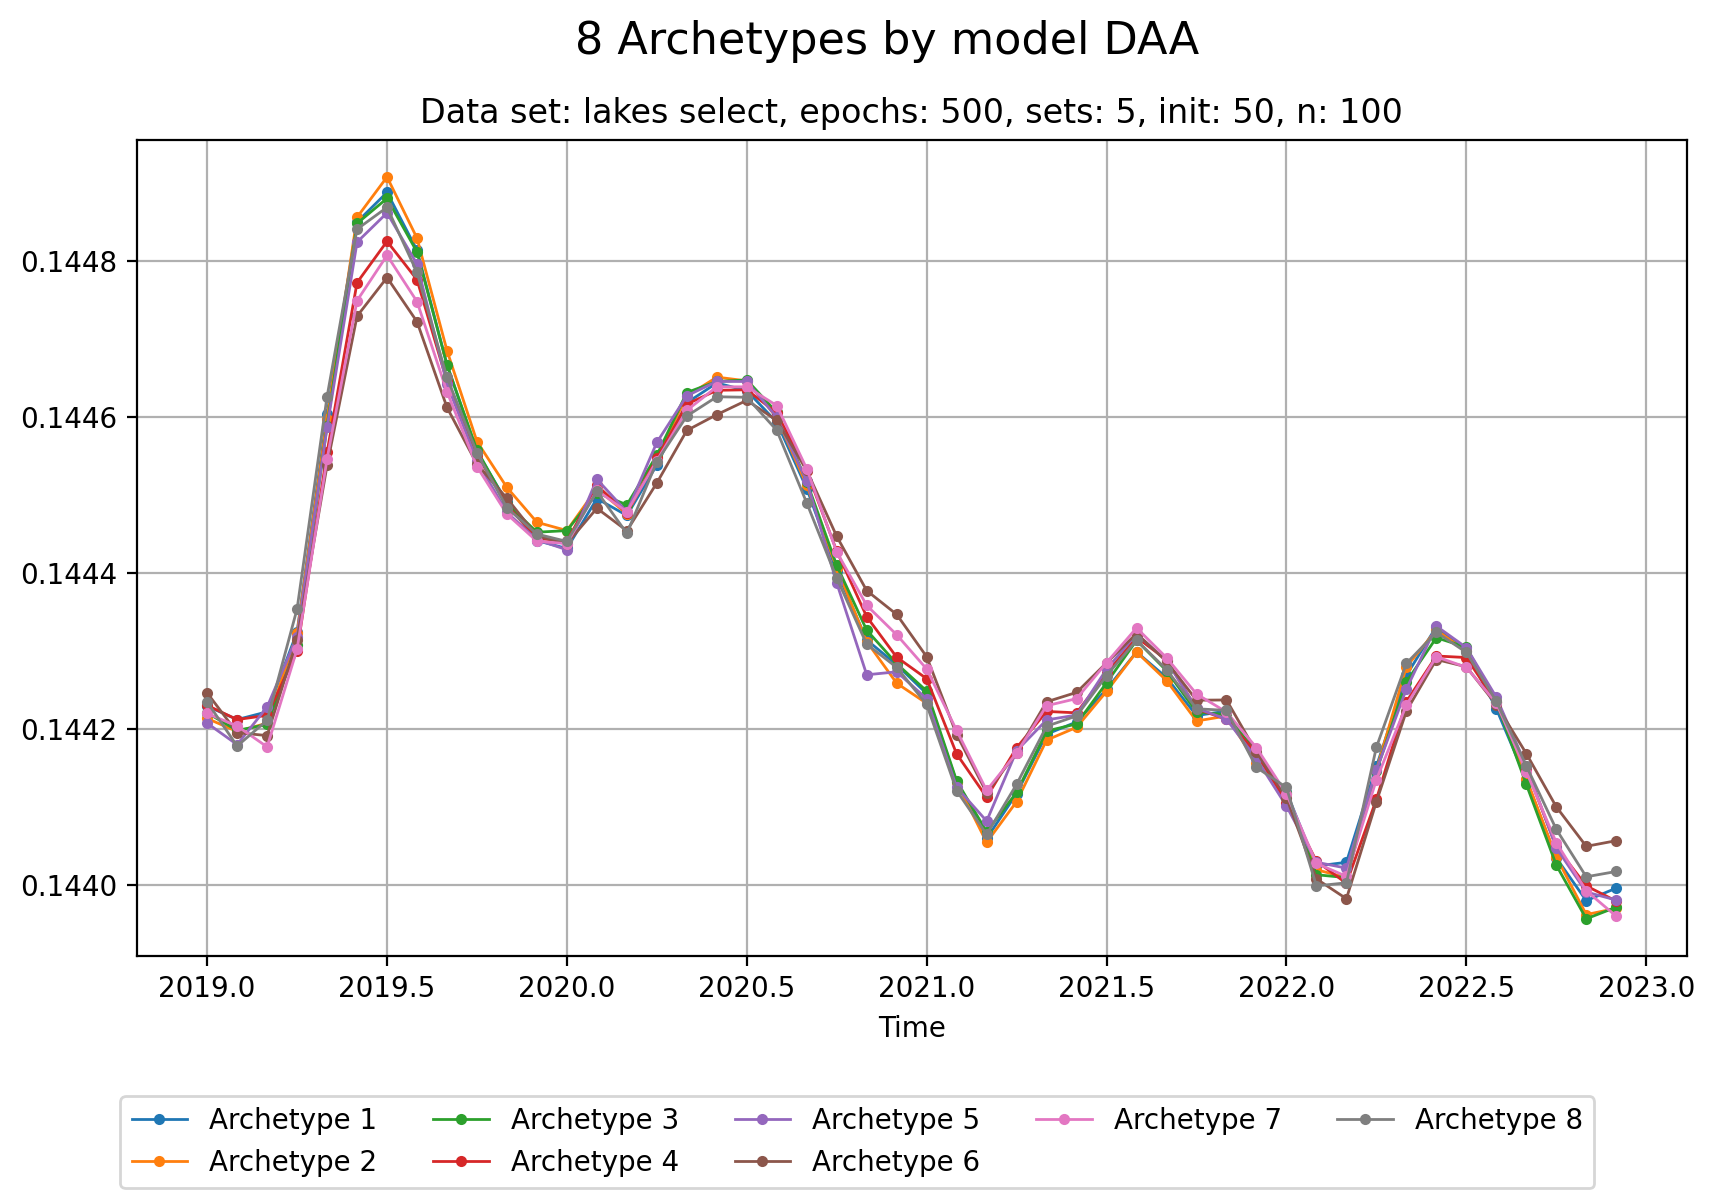 8 Archetypes by model DAA
Data set: lakes select, epochs: 500, sets: 5, init: 50, n: 100
0.1448
0.1446
0.1444
0.1442
0.1440
2019.0 2019.5 2020.0 2020.5 2021.0 2021.5 2022.0 2022.5 2023.0
Time
Archetype 1 Archetype 3 Archetype 5 Archetype 7 Archetype 8
Archetype 2 Archetype 4 Archetype 6